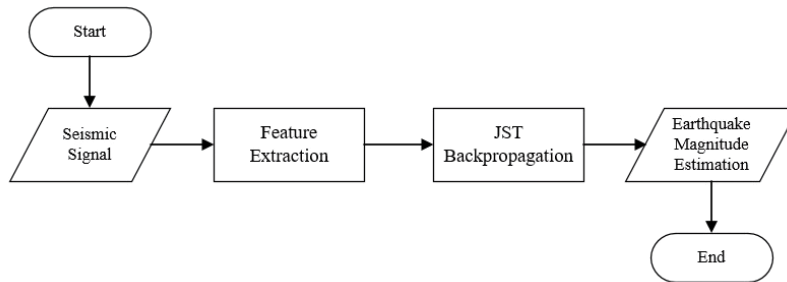 Start
Seismic
Signal
Feature
Extraction
JST
Backpropagation
Earthquake
Magnitude
Estimation
End